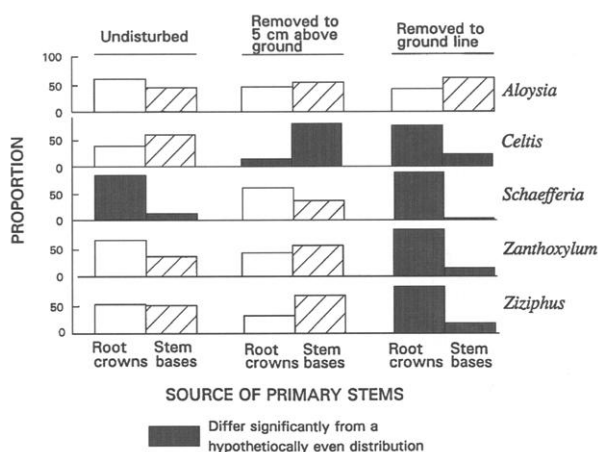 Undisturbed
Removed to
5 cm above
ground
Removed to
ground line
PROPORTION
100
50
0
Aloysia
50
0
Celtis
50
0
Schaefferia
50
0
Zanthoxylum
50
0
Ziziphus
Root crowns Stem bases
Root crowns Stem bases
Root crowns Stem bases
SOURCE OF PRIMARY STEMS
Differ significantly from a
hypothetiocally even distribution